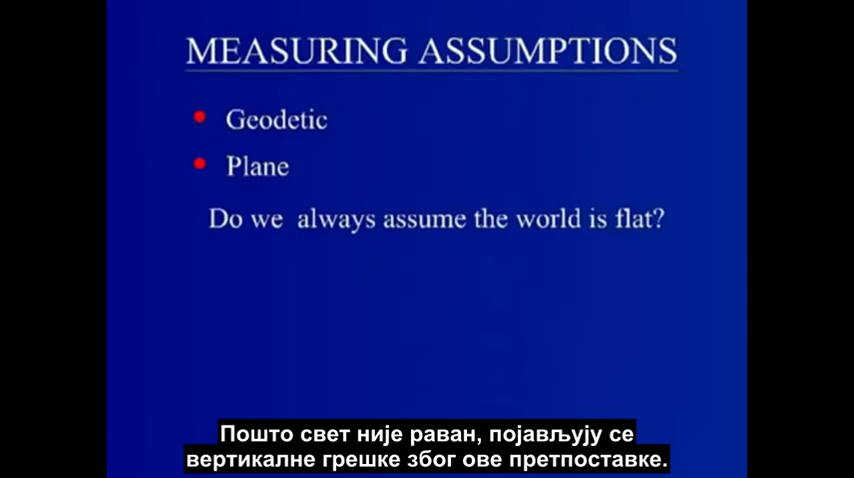 MEASURING ASSUMPTIONS
Geodetic
Plane
Do we always assume the world is flat?
Пошто свет није раван, појављују се
вертикалне грешке због ове претпоставке.